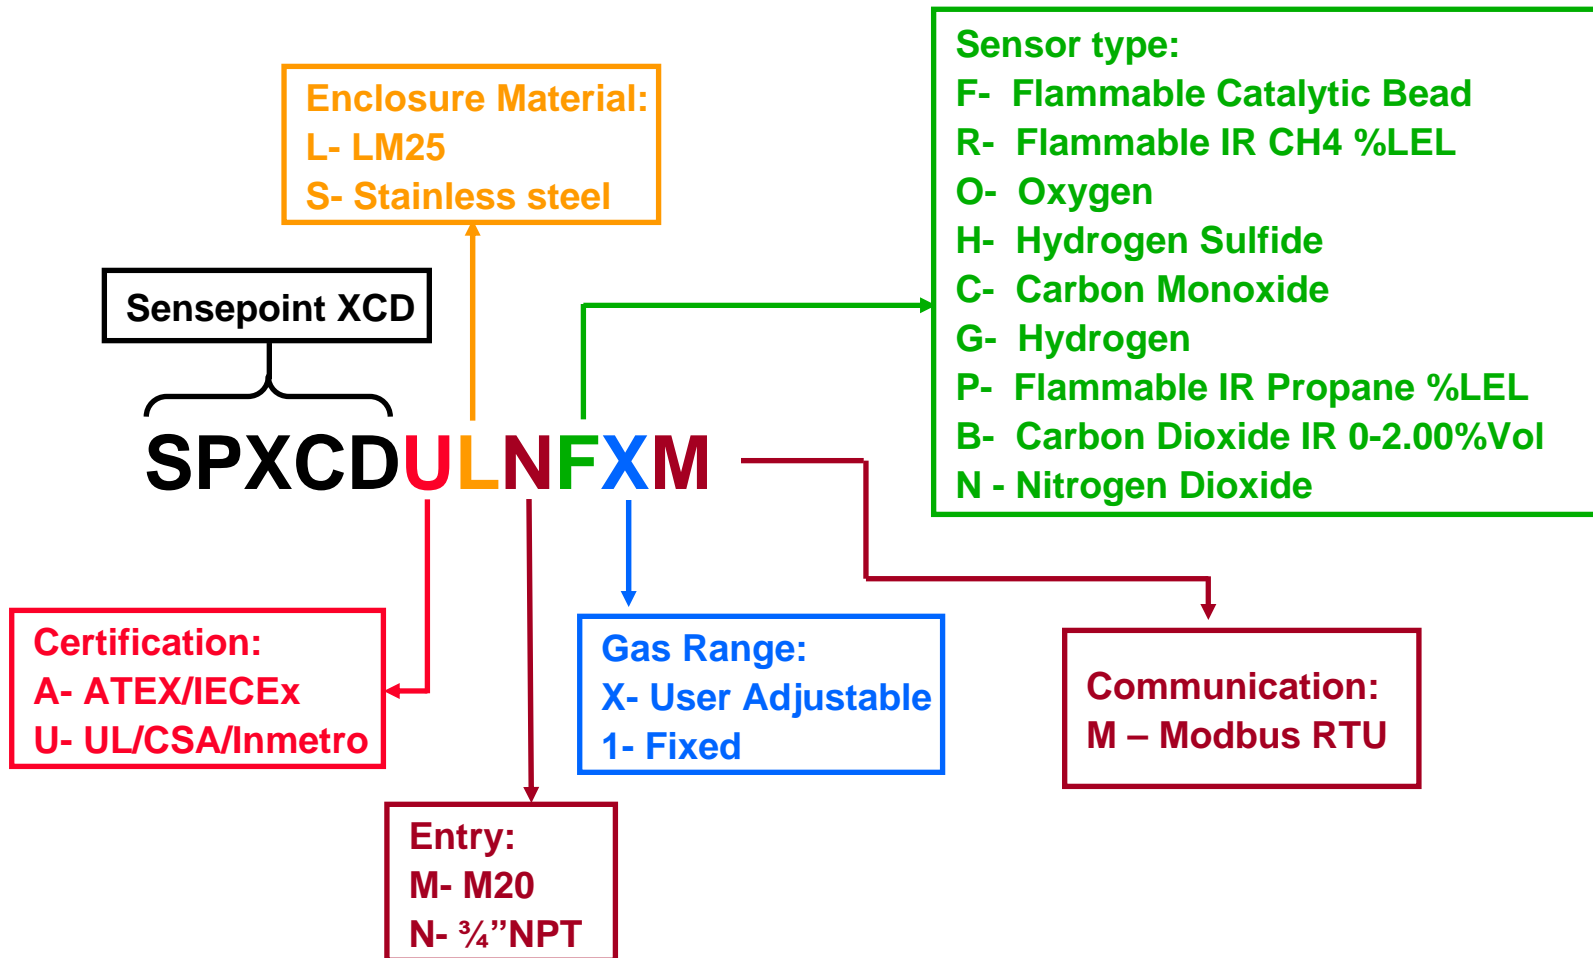 Sensor type:
F-  Flammable Catalytic Bead
R-  Flammable IR CH4 %LEL
O-  Oxygen
H-  Hydrogen Sulfide
C-  Carbon Monoxide
G-  Hydrogen
P-  Flammable IR Propane %LEL
B-  Carbon Dioxide IR 0-2.00%Vol
N - Nitrogen Dioxide
Enclosure Material:
L- LM25
S- Stainless steel
Sensepoint XCD
SPXCDULNFXM
Certification:
A- ATEX/IECEx
U- UL/CSA/Inmetro
Gas Range:
X- User Adjustable
1- Fixed
Communication:
M – Modbus RTU
Entry:
M- M20
N- ¾”NPT